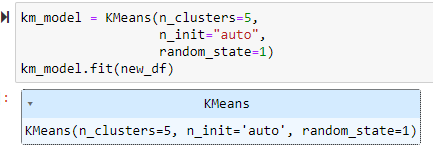 km_model = KMeans(n_clusters=5,
n_init="auto",
random_state=1)
km_model.fit(new_df)
:
KMeans
KMeans(n_clusters=5, n_init='auto', random_state=1)